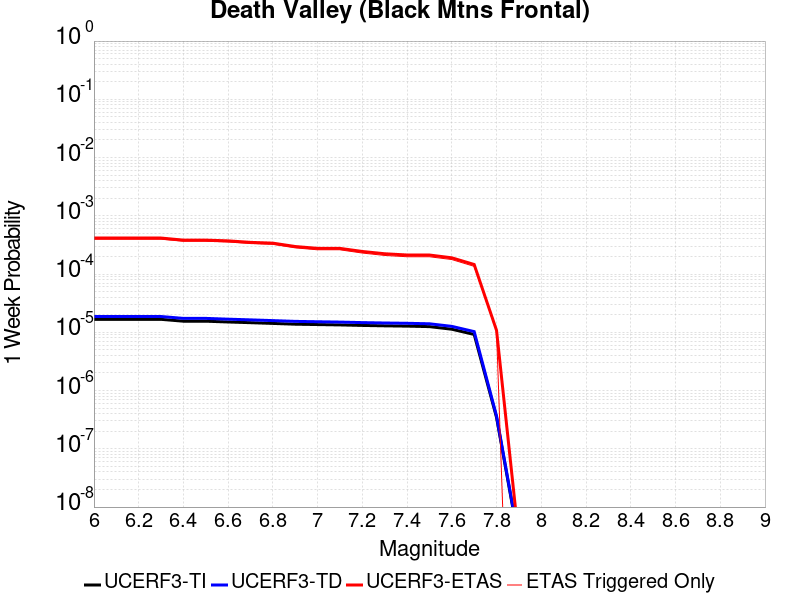 Death Valley (Black Mtns Frontal)
10 0
10 -1
10 -2
10 -3
10 -4
10 -5
10 -6
10 -7
10 -8
1 Week Probability
6 6.2 6.4 6.6 6.8 7 7.2 7.4 7.6 7.8 8 8.2 8.4 8.6 8.8 9
Magnitude
UCERF3-TI UCERF3-TD UCERF3-ETAS ETAS Triggered Only